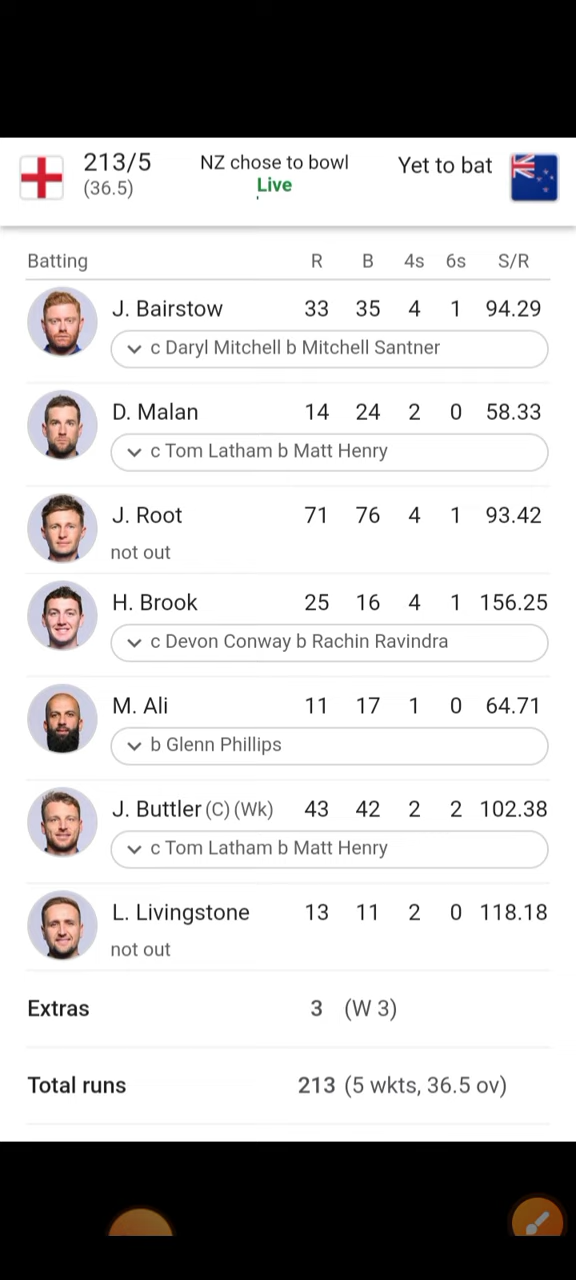 213/5 NZ chose to bowl Yet to bat
(36.5) Live
Batting R B 4s 6s S/R
J. Bairstow 33 35 4 1 94.29
c Daryl Mitchell b Mitchell Santner
D. Malan 14 24 2 0 58.33
c Tom Latham b Matt Henry
J. Root 71 76 4 1 93.42
not out
H. Brook 25 16 4 1 156.25
c Devon Conway b Rachin Ravindra
M. Ali 11 17 1 0 64.71
b Glenn Phillips
J. Buttler (C) (Wk) 43 42 2 2 102.38
c Tom Latham b Matt Henry
L. Livingstone 13 11 2 0 118.18
not out
Extras 3 (W 3)
Total runs 213 (5 wkts, 36.5 ov)